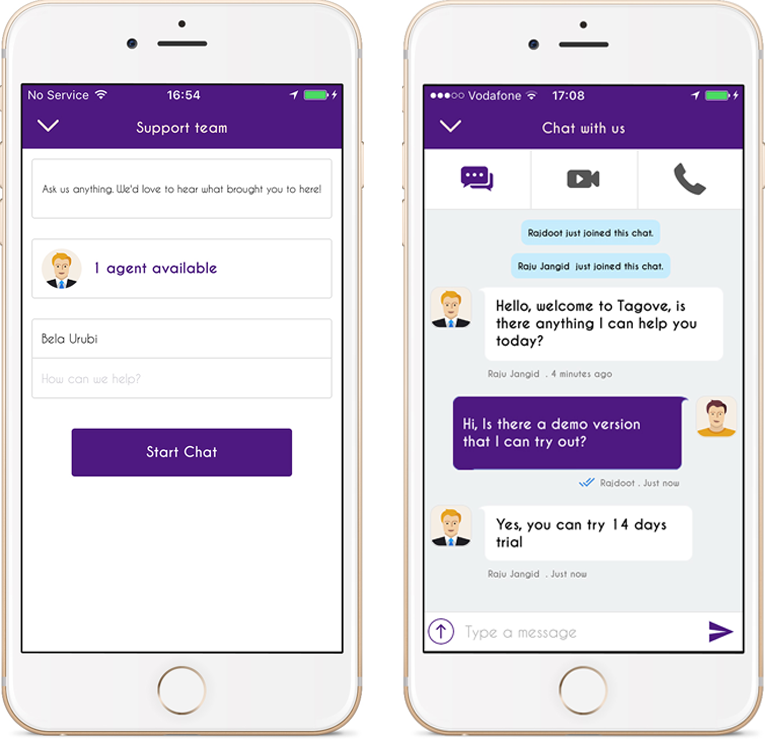 No Service 16:54
Support team
Ask us anything. We'd love to hear what brought you to here!
1 agent available
Bela Urubi
How can we help?
Start Chat
Vodafone 17:08
Chat with us
Rajdoot just joined this chat.
Raju Jangid just joined this chat.
Hello, welcome to Tagove, is
there anything I can help you
today?
Raju Jangid . 4 minutes ago
Hi, Is there a demo version
that I can try out?
Rajdoot . Just now
Yes, you can try 14 days
trial
Raju Jangid . Just now
Type a message